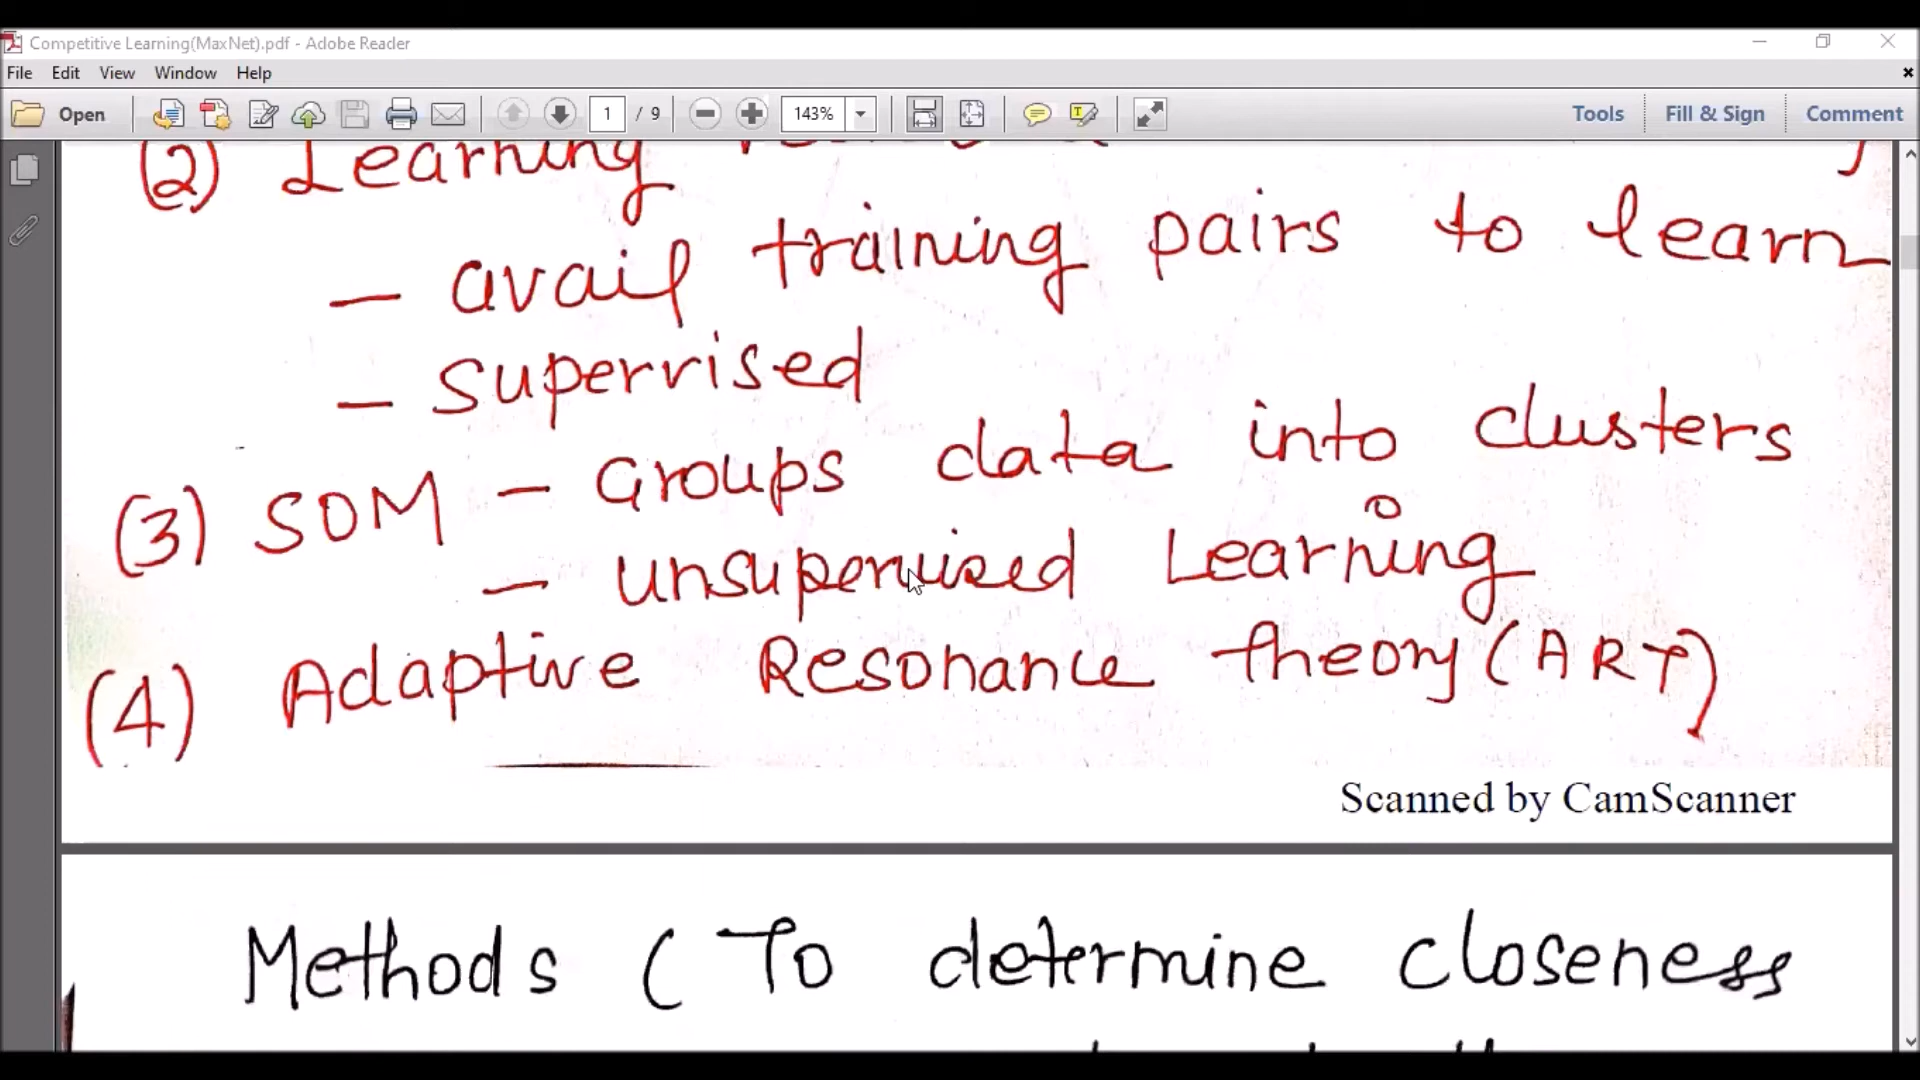 Competitive Learning(MaxNet).pdf - Adobe Reader
File Edit View Window Help
Open 1 / 9 143% Tools Fill & Sign Comment
(2) Learning
- avail training pairs to learn
- supervised
(3) SOM - Groups data into clusters
- unsupervised Learning
(4) Adaptive Resonance theory (ART)
Scanned by CamScanner
Methods ( To determine closeness